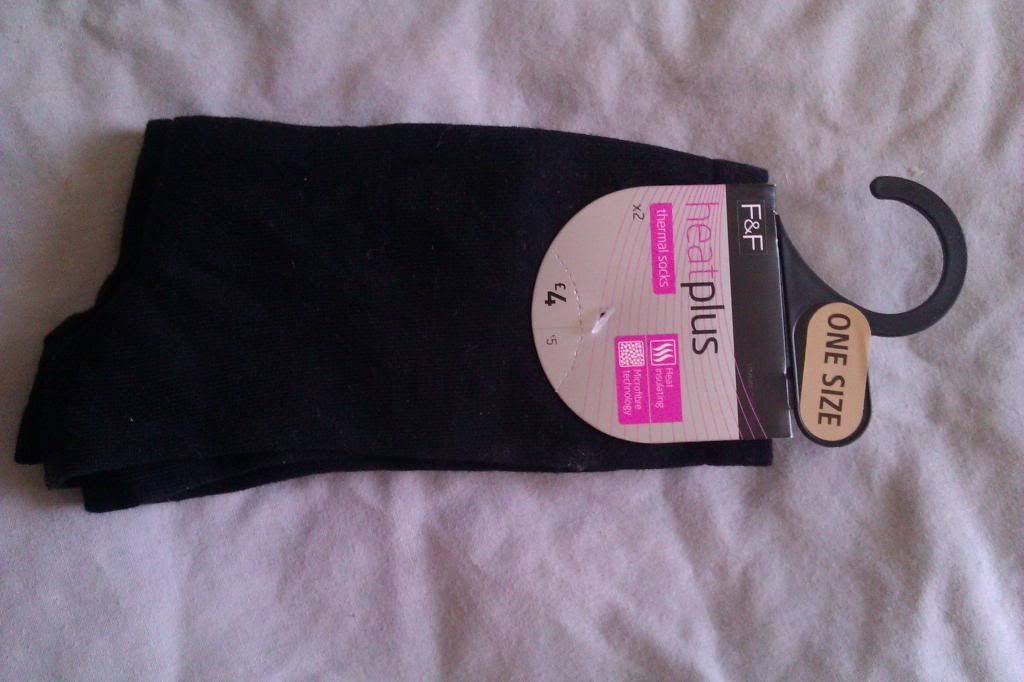 F&F
heatplus
thermal socks
x2
Heat
insulating
Microfibre
technology
£4
€5
ONE SIZE